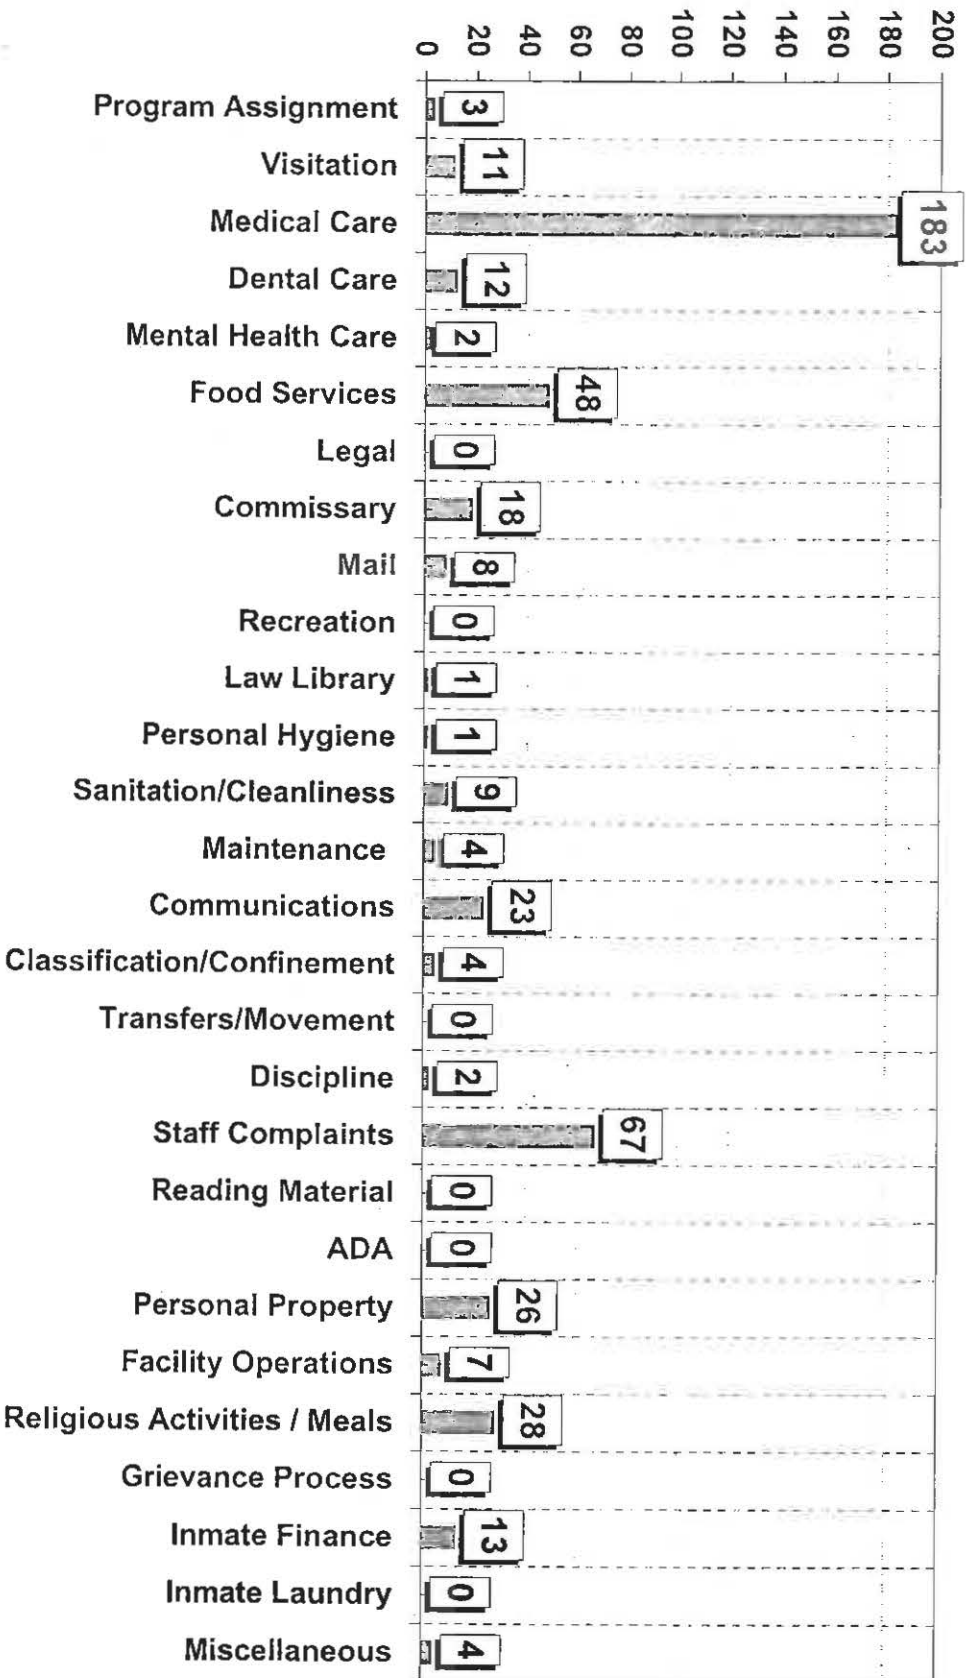 200
180
160
140
120
100
80
60
40
20
0
Program Assignment 3
Visitation 11
Medical Care 183
Dental Care 12
Mental Health Care 2
Food Services 48
Legal 0
Commissary 18
Mail 8
Recreation 0
Law Library 1
Personal Hygiene 1
Sanitation/Cleanliness 9
Maintenance 4
Communications 23
Classification/Confinement 4
Transfers/Movement 0
Discipline 2
Staff Complaints 67
Reading Material 0
ADA 0
Personal Property 26
Facility Operations 7
Religious Activities / Meals 28
Grievance Process 0
Inmate Finance 13
Inmate Laundry 0
Miscellaneous 4